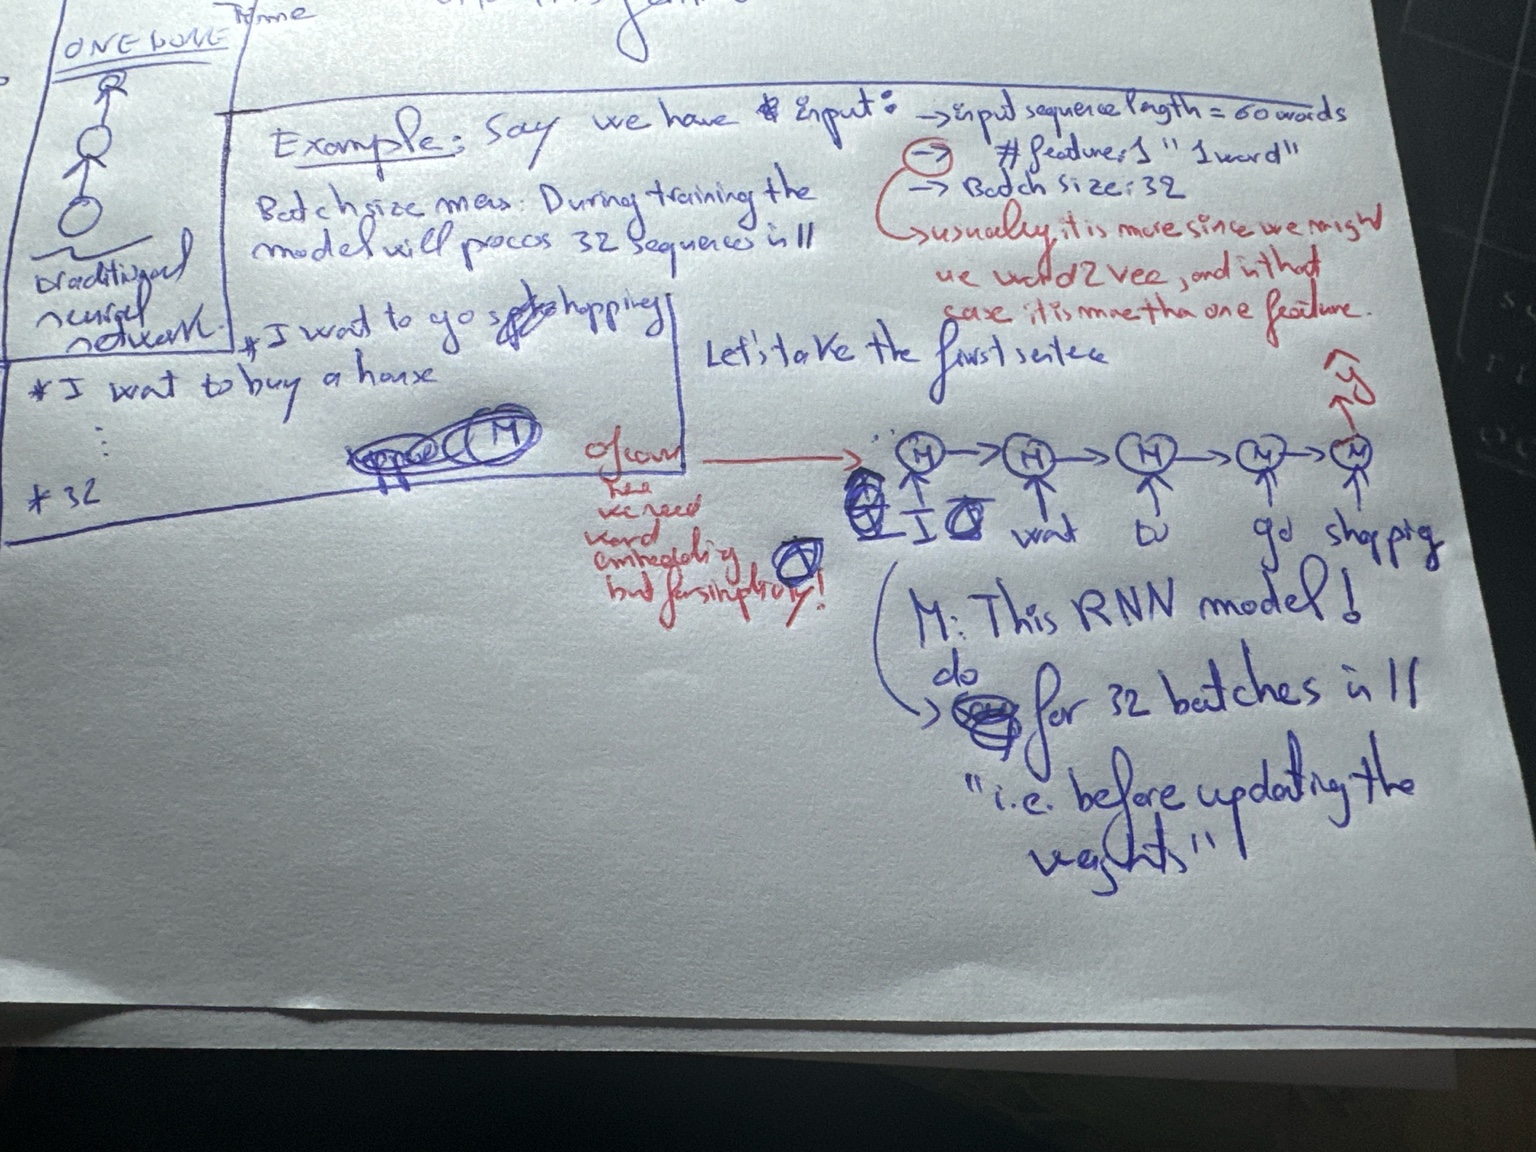 Time
ONE NODE
traditional
neural
network
Example: Say we have input:
→ input sequence length = 60 words
→ # feature: 1 " 1 word"
→ Batch size: 32
→ usually it is more since we might
use word2vec, and in that
case it is more tha one feature.
Batch size mean: During training the
model will process 32 sequences in //
* I want to go shopping
* I want to buy a house
⋮
* 32
Let's take the first sentence
ŷ
M → M → M → M → M
I want to go shopping
Of course
here
we need
word
embedding
but for simplicity!
M: This RNN model!
do
for 32 batches in //
"i.e. before updating the
weights"